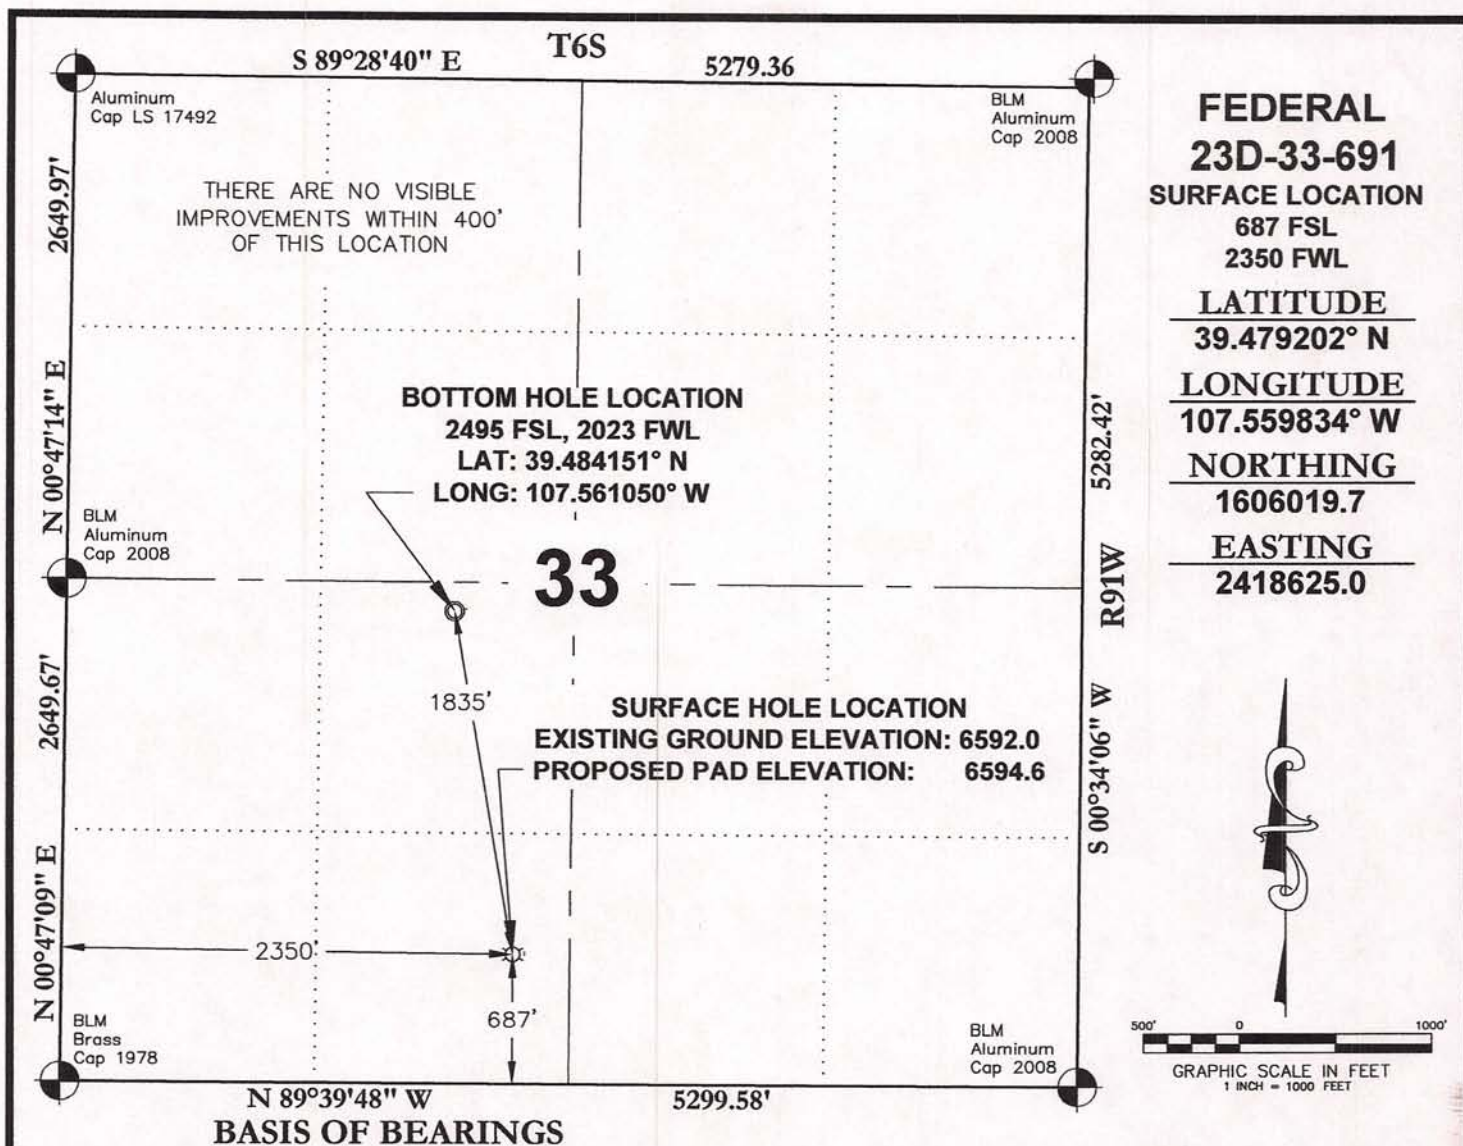 T6S
S 89°28'40" E
5279.36
Aluminum
Cap LS 17492
BLM
Aluminum
Cap 2008
2649.97'
THERE ARE NO VISIBLE
IMPROVEMENTS WITHIN 400'
OF THIS LOCATION
N 00°47'14" E
BOTTOM HOLE LOCATION
2495 FSL, 2023 FWL
LAT: 39.484151° N
LONG: 107.561050° W
5282.42'
BLM
Aluminum
Cap 2008
33
R91W
2649.67'
1835'
SURFACE HOLE LOCATION
EXISTING GROUND ELEVATION: 6592.0
PROPOSED PAD ELEVATION: 6594.6
S 00°34'06" W
N 00°47'09" E
2350'
687'
BLM
Brass
Cap 1978
BLM
Aluminum
Cap 2008
N 89°39'48" W
5299.58'
BASIS OF BEARINGS
FEDERAL
23D-33-691
SURFACE LOCATION
687 FSL
2350 FWL
LATITUDE
39.479202° N
LONGITUDE
107.559834° W
NORTHING
1606019.7
EASTING
2418625.0
500' 0 1000'
GRAPHIC SCALE IN FEET
1 INCH = 1000 FEET